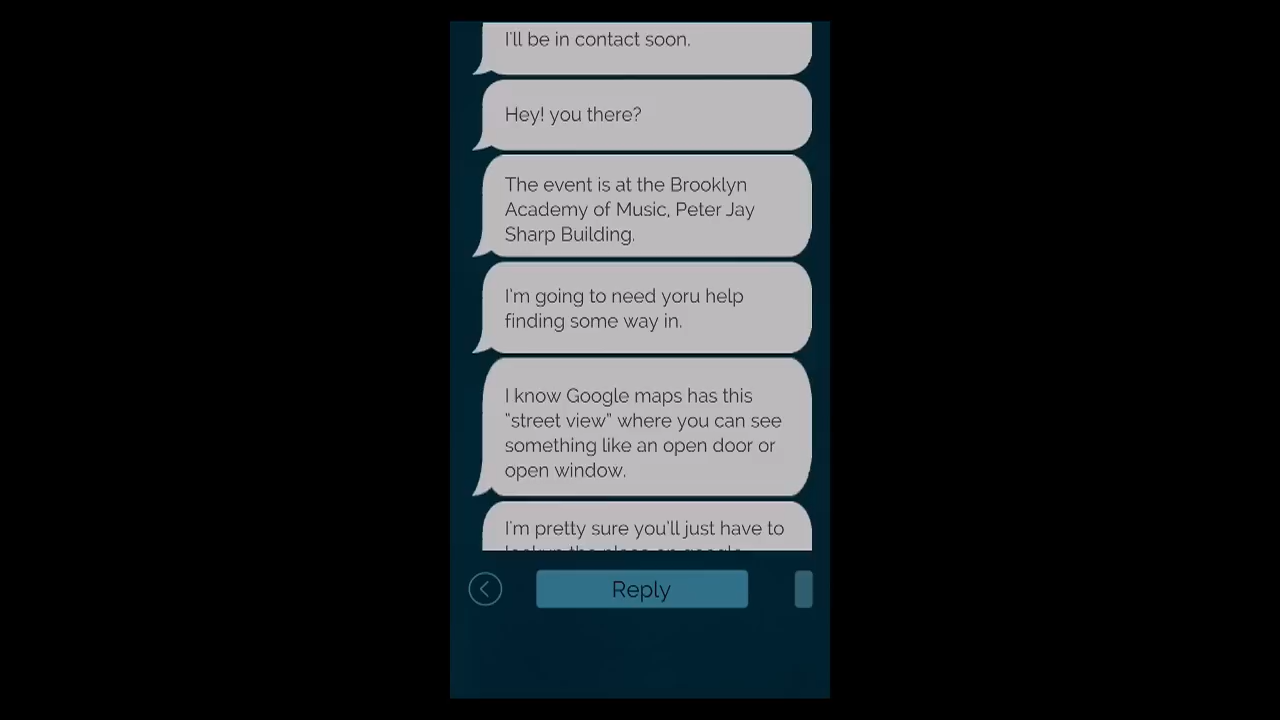 I'll be in contact soon.
Hey! you there?
The event is at the Brooklyn
Academy of Music, Peter Jay
Sharp Building.
I'm going to need yoru help
finding some way in.
I know Google maps has this
"street view" where you can see
something like an open door or
open window.
I'm pretty sure you'll just have to
Reply